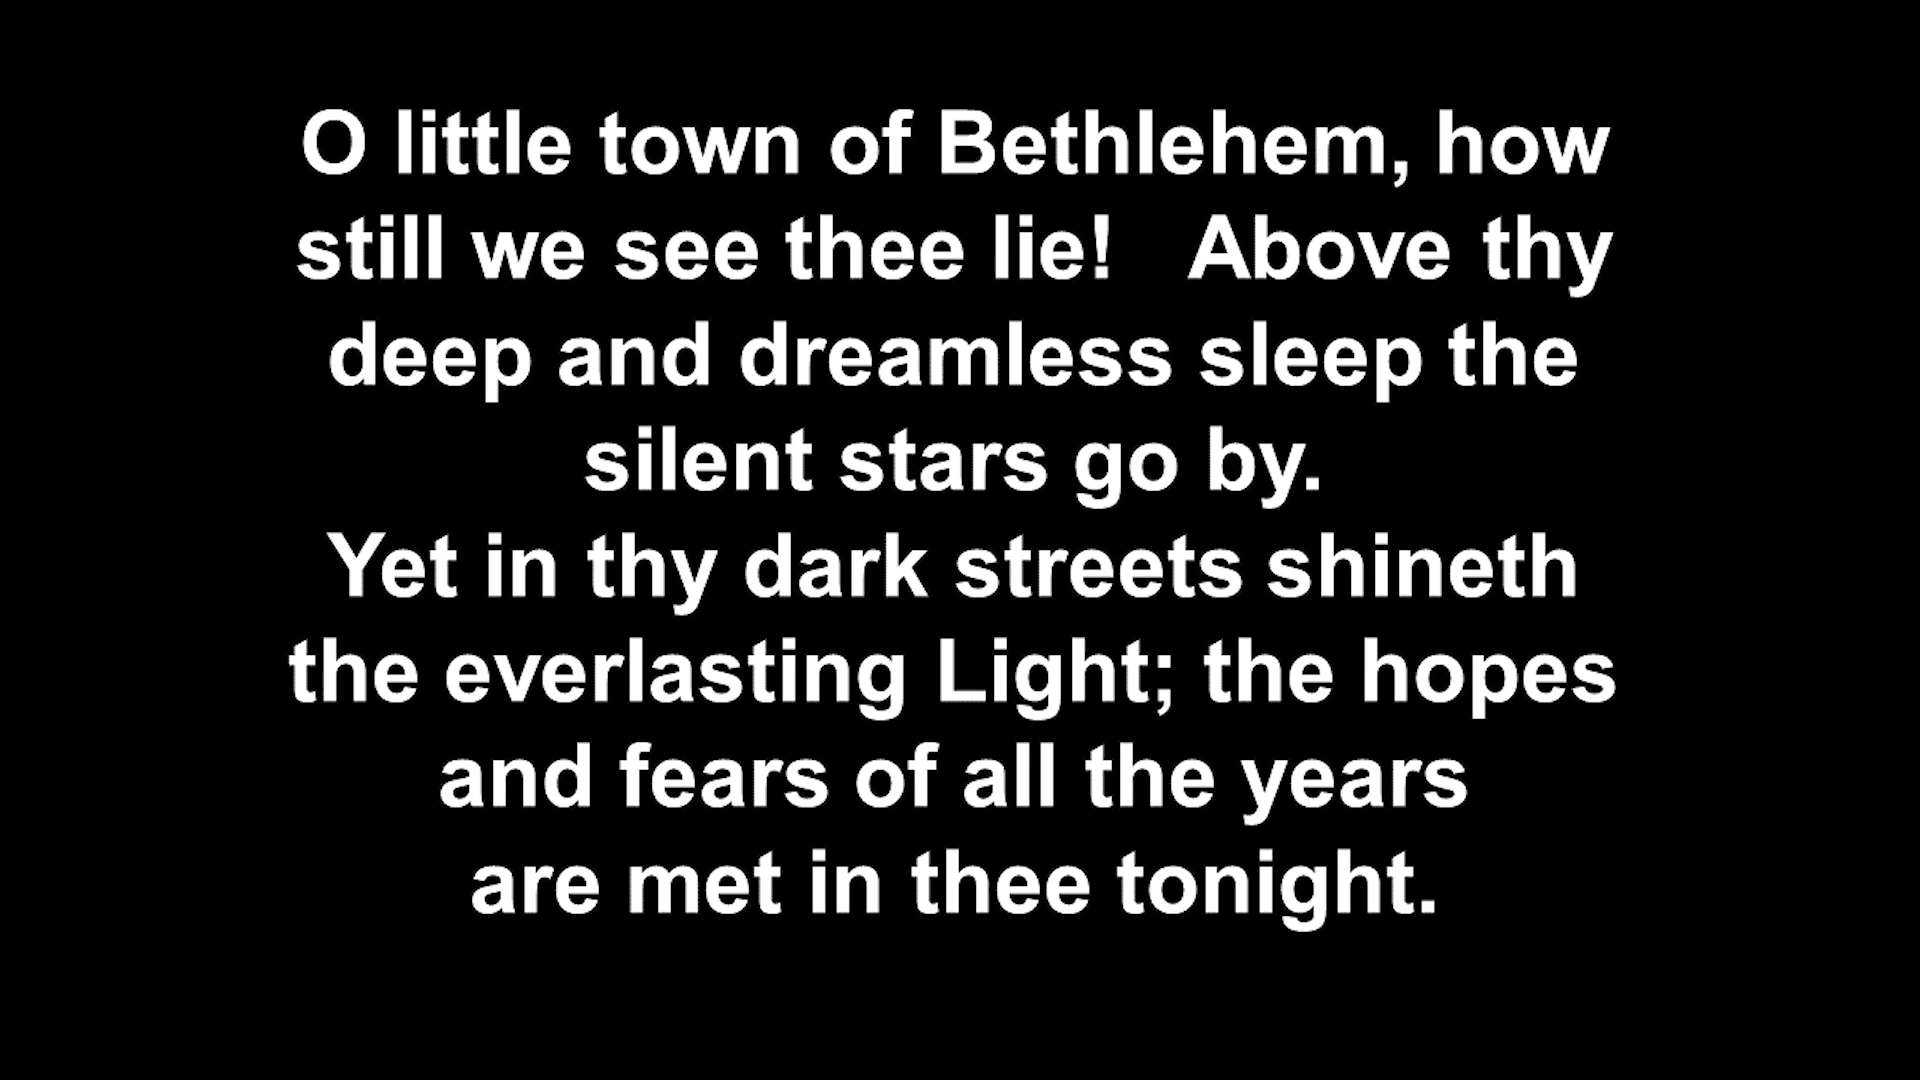 O little town of Bethlehem, how
still we see thee lie!   Above thy
deep and dreamless sleep the
silent stars go by.
Yet in thy dark streets shineth
the everlasting Light; the hopes
and fears of all the years
are met in thee tonight.